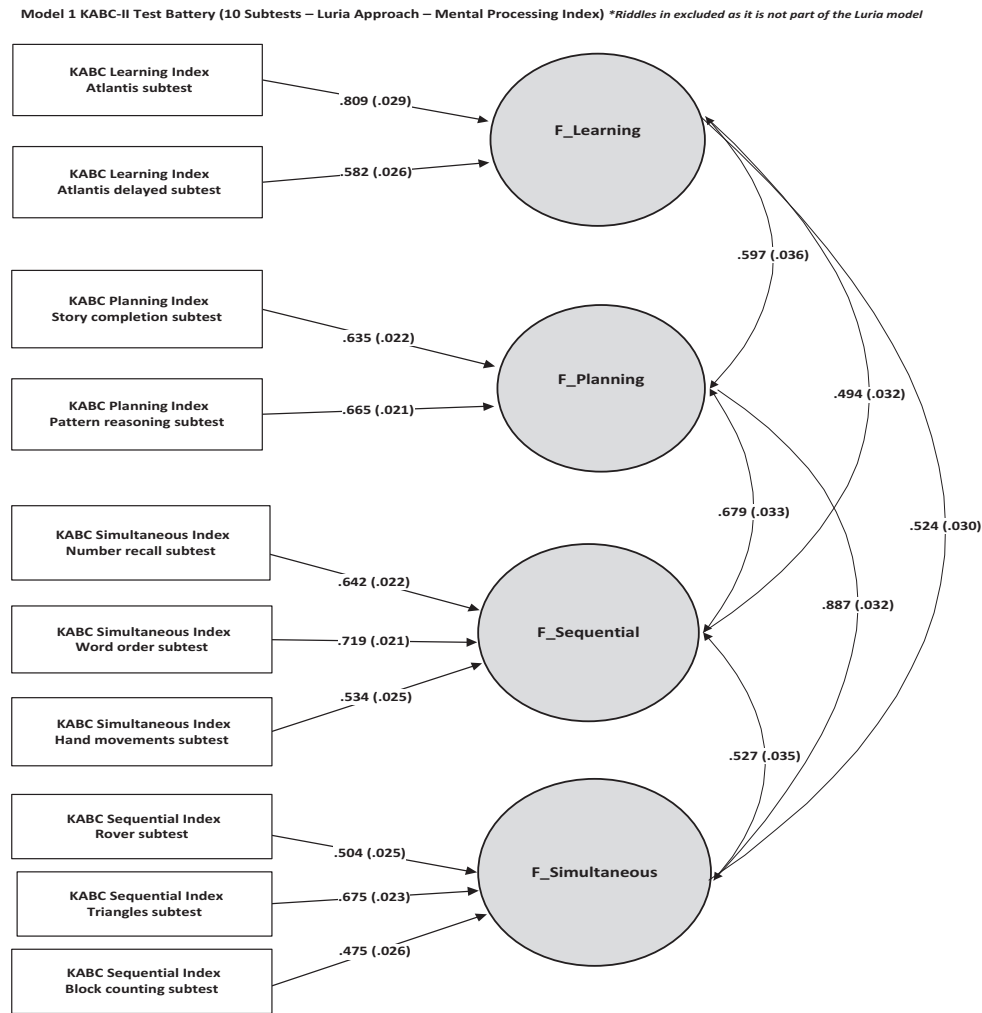 Model 1 KABC-II Test Battery (10 Subtests – Luria Approach – Mental Processing Index) *Riddles in excluded as it is not part of the Luria model
KABC Learning Index
Atlantis subtest
.809 (.029)
F_Learning
KABC Learning Index
Atlantis delayed subtest
.582 (.026)
.597 (.036)
KABC Planning Index
Story completion subtest
.635 (.022)
F_Planning
KABC Planning Index
Pattern reasoning subtest
.665 (.021)
.494 (.032)
.679 (.033)
.524 (.030)
KABC Simultaneous Index
Number recall subtest
.642 (.022)
.887 (.032)
KABC Simultaneous Index
Word order subtest
.719 (.021)
F_Sequential
KABC Simultaneous Index
Hand movements subtest
.534 (.025)
.527 (.035)
KABC Sequential Index
Rover subtest
.504 (.025)
F_Simultaneous
KABC Sequential Index
Triangles subtest
.675 (.023)
KABC Sequential Index
Block counting subtest
.475 (.026)